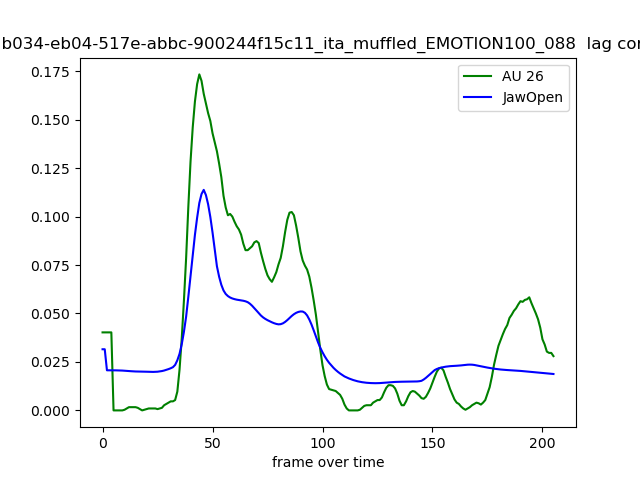 b034-eb04-517e-abbc-900244f15c11_ita_muffled_EMOTION100_088 lag
AU 26
JawOpen
0.175
0.150
0.125
0.100
0.075
0.050
0.025
0.000
0 50 100 150 200
frame over time